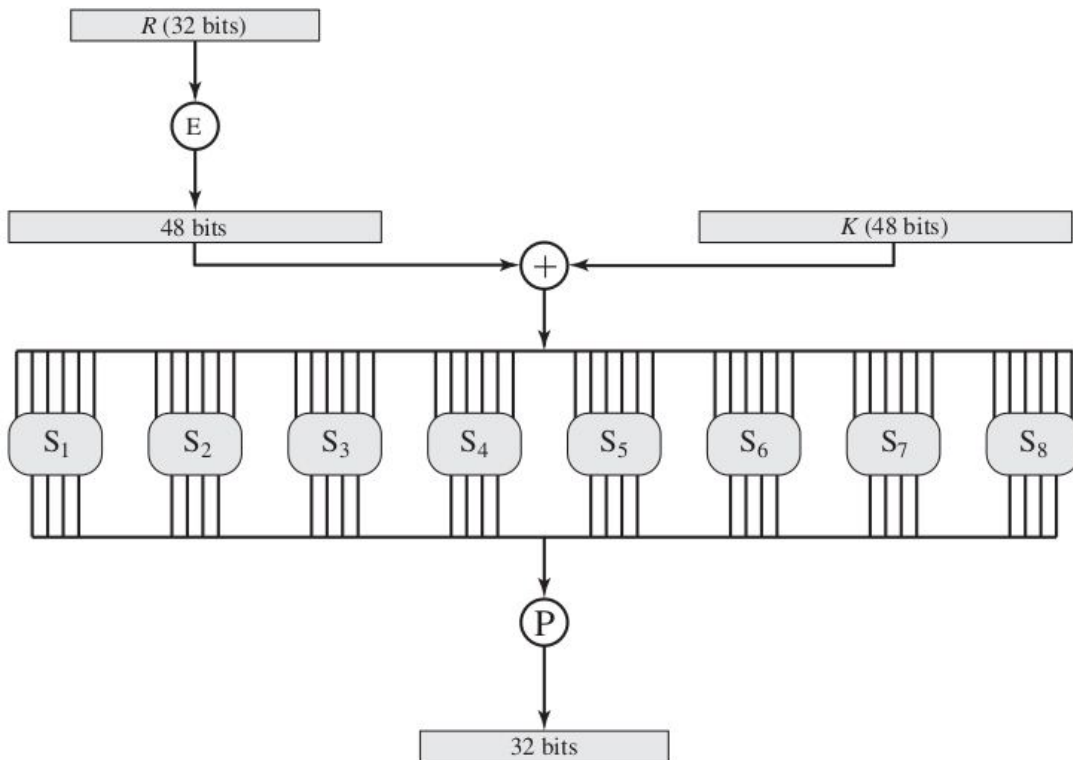 R (32 bits)
E
48 bits
K (48 bits)
+
S1 S2 S3 S4 S5 S6 S7 S8
P
32 bits